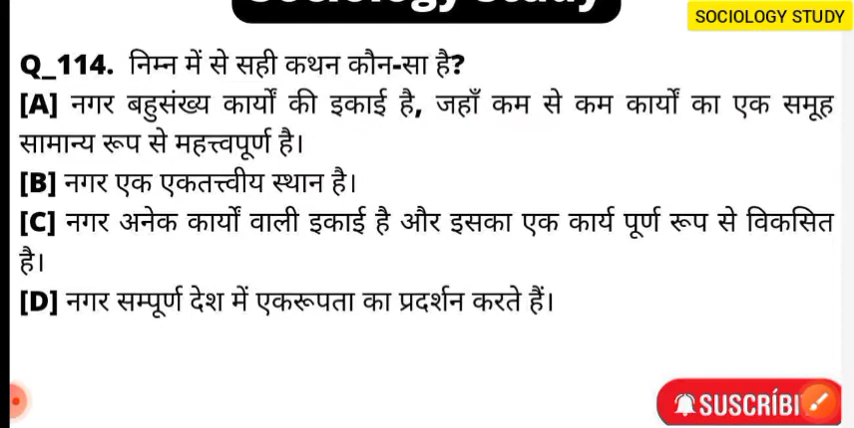 SOCIOLOGY STUDY
Q_114. निम्न में से सही कथन कौन-सा है?
[A] नगर बहुसंख्य कार्यों की इकाई है, जहाँ कम से कम कार्यों का एक समूह
सामान्य रूप से महत्त्वपूर्ण है।
[B] नगर एक एकतत्त्वीय स्थान है।
[C] नगर अनेक कार्यों वाली इकाई है और इसका एक कार्य पूर्ण रूप से विकसित
है।
[D] नगर सम्पूर्ण देश में एकरूपता का प्रदर्शन करते हैं।